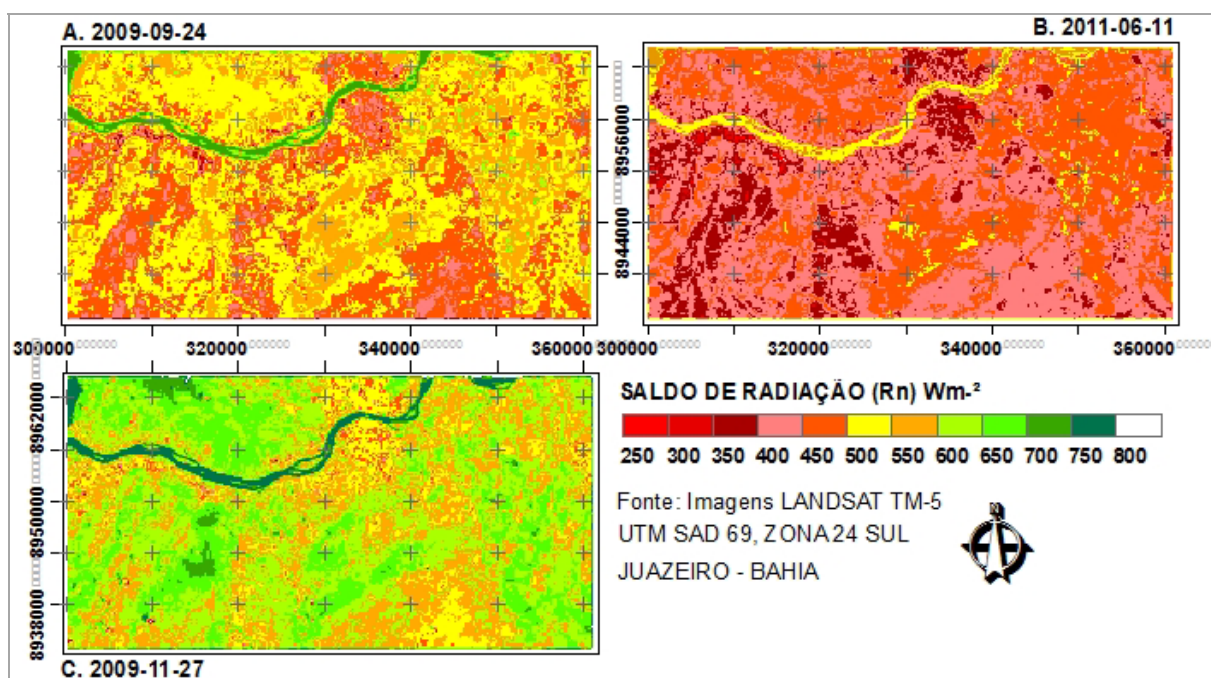 A. 2009-09-24
B. 2011-06-11
8956000
8944000
300000 320000 340000 360000
300000 320000 340000 360000
8962000
8950000
8938000
SALDO DE RADIAÇÃO (Rn) Wm-²
250 300 350 400 450 500 550 600 650 700 750 800
Fonte: Imagens LANDSAT TM-5
UTM SAD 69, ZONA 24 SUL
JUAZEIRO - BAHIA
N
C. 2009-11-27